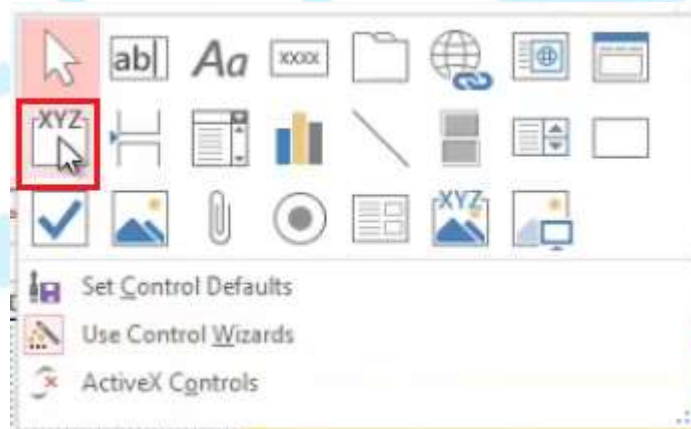 ab
Aa
XXXX
XYZ
XYZ
Set Control Defaults
Use Control Wizards
ActiveX Controls